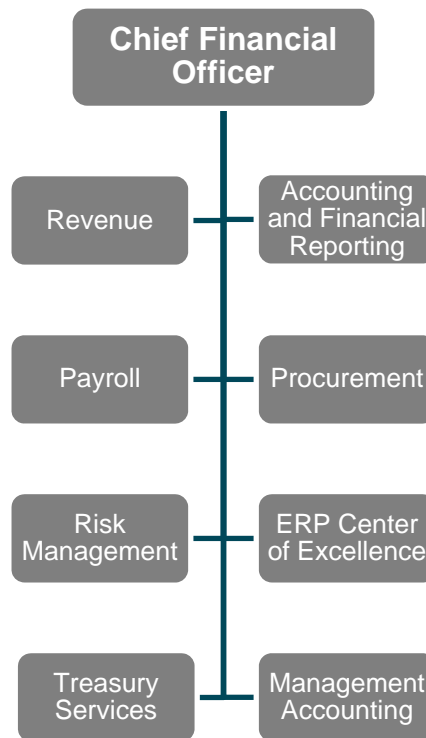 Chief Financial
Officer
Revenue
Accounting
and Financial
Reporting
Payroll
Procurement
Risk
Management
ERP Center
of Excellence
Treasury
Services
Management
Accounting